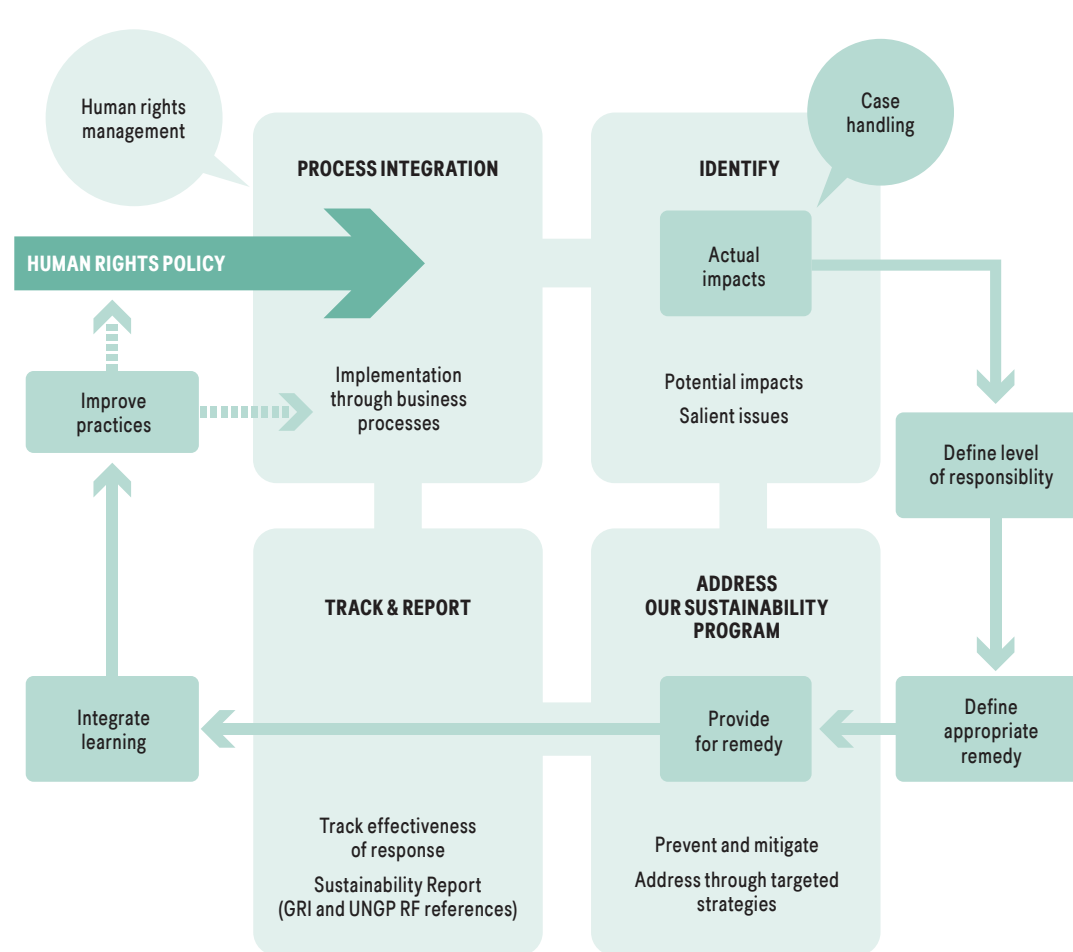 Human rights
management
Case
handling
PROCESS INTEGRATION
IDENTIFY
HUMAN RIGHTS POLICY
Actual
impacts
Implementation
through business
processes
Potential impacts
Salient issues
Improve
practices
Define level
of responsiblity
TRACK & REPORT
ADDRESS
OUR SUSTAINABILITY
PROGRAM
Integrate
learning
Provide
for remedy
Define
appropriate
remedy
Track effectiveness
of response
Sustainability Report
(GRI and UNGP RF references)
Prevent and mitigate
Address through targeted
strategies